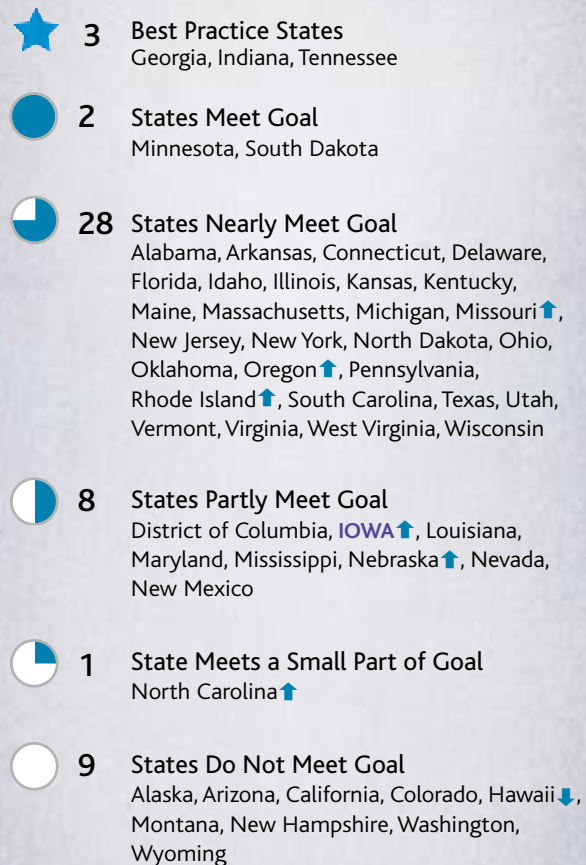 3 Best Practice States
Georgia, Indiana, Tennessee
2 States Meet Goal
Minnesota, South Dakota
28 States Nearly Meet Goal
Alabama, Arkansas, Connecticut, Delaware,
Florida, Idaho, Illinois, Kansas, Kentucky,
Maine, Massachusetts, Michigan, Missouri⬆,
New Jersey, New York, North Dakota, Ohio,
Oklahoma, Oregon⬆, Pennsylvania,
Rhode Island⬆, South Carolina, Texas, Utah,
Vermont, Virginia, West Virginia, Wisconsin
8 States Partly Meet Goal
District of Columbia, IOWA⬆, Louisiana,
Maryland, Mississippi, Nebraska⬆, Nevada,
New Mexico
1 State Meets a Small Part of Goal
North Carolina⬆
9 States Do Not Meet Goal
Alaska, Arizona, California, Colorado, Hawaii⬇,
Montana, New Hampshire, Washington,
Wyoming